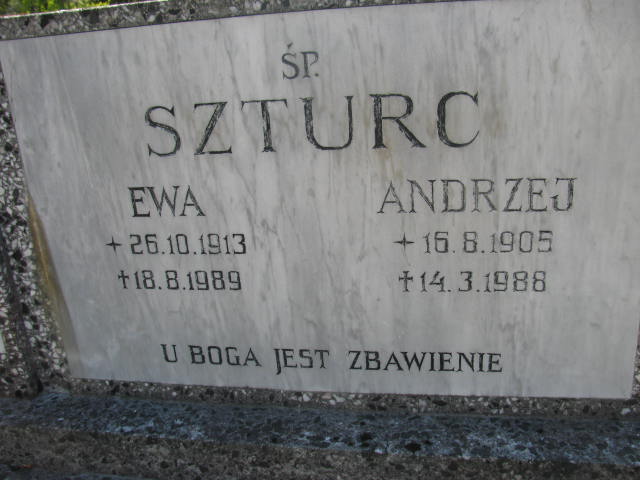 ŚP.
SZTURC
EWA ANDRZEJ
+ 26.10.1913 + 16.8.1905
†18.8.1989 †14.3.1988
U BOGA JEST ZBAWIENIE